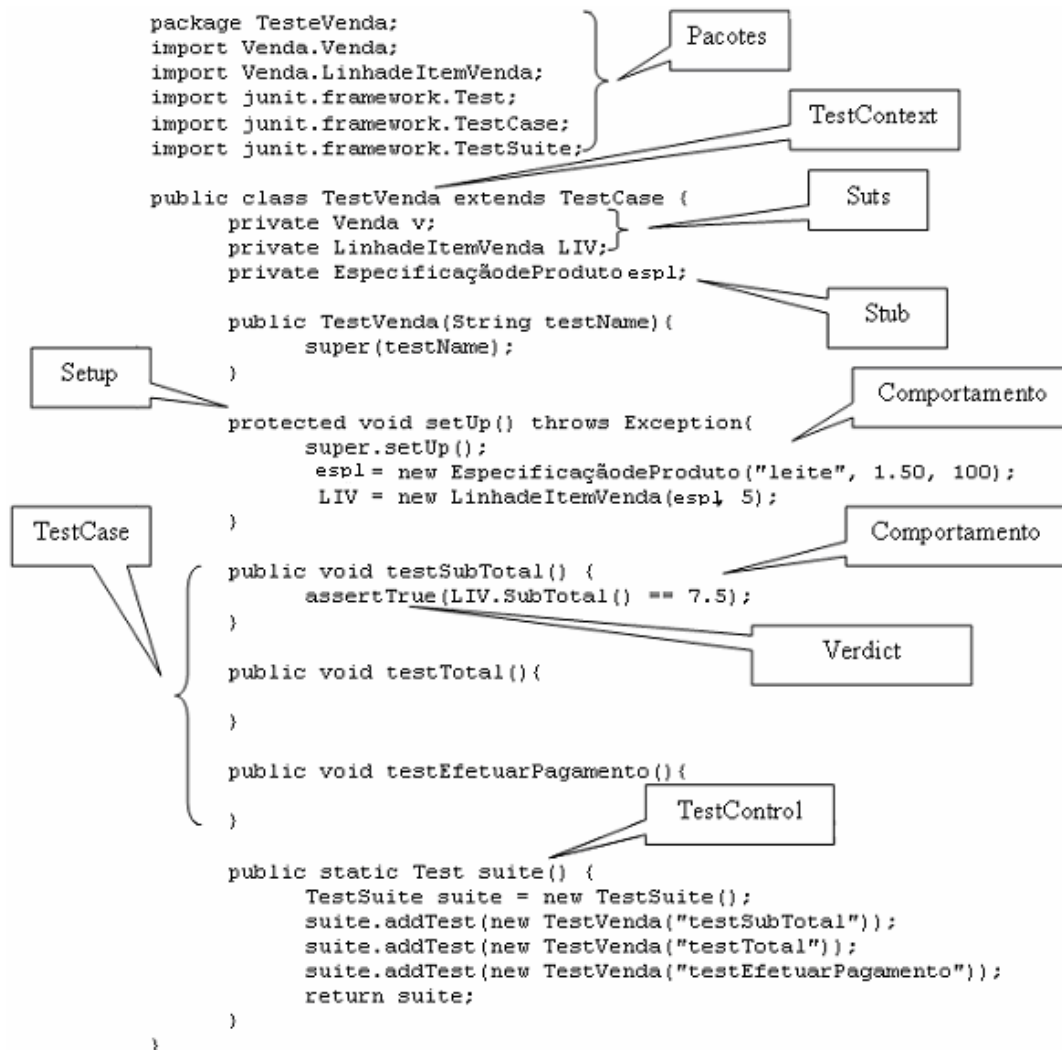 package TesteVenda;
import Venda.Venda;
import Venda.LinhadeItemVenda;
import junit.framework.Test;
import junit.framework.TestCase;
import junit.framework.TestSuite;
Pacotes
TestContext
public class TestVenda extends TestCase {
private Venda v;
private LinhadeItemVenda LIV;
private EspecificaçãodeProduto espl;
Suts
Stub
public TestVenda(String testName){
super(testName);
}
Setup
Comportamento
protected void setUp() throws Exception{
super.setUp();
espl = new EspecificaçãodeProduto("leite", 1.50, 100);
LIV = new LinhadeItemVenda(espl, 5);
}
TestCase
Comportamento
public void testSubTotal() {
assertTrue(LIV.SubTotal() == 7.5);
}
Verdict
public void testTotal(){
}
public void testEfetuarPagamento(){
}
TestControl
public static Test suite() {
TestSuite suite = new TestSuite();
suite.addTest(new TestVenda("testSubTotal"));
suite.addTest(new TestVenda("testTotal"));
suite.addTest(new TestVenda("testEfetuarPagamento"));
return suite;
}
}